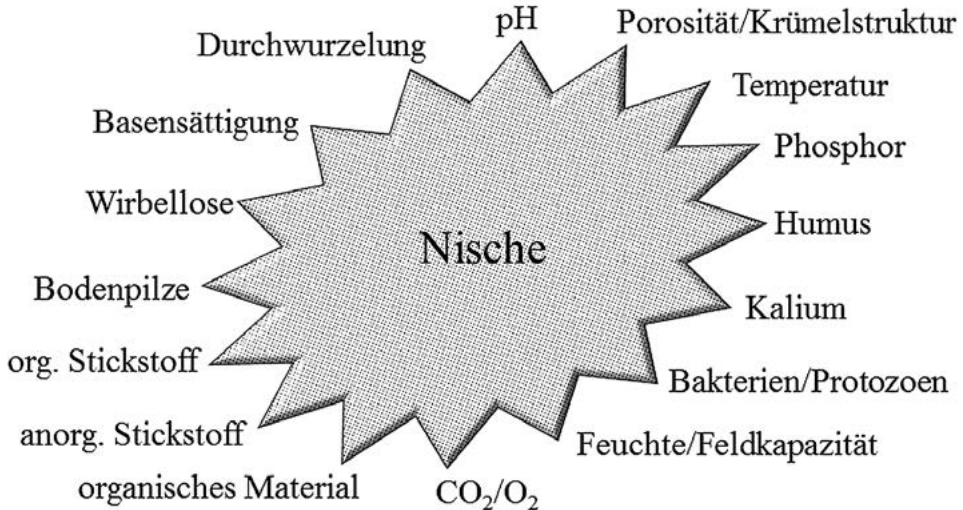 pH
Porosität/Krümelstruktur
Durchwurzelung
Temperatur
Basensättigung
Phosphor
Wirbellose
Humus
Nische
Bodenpilze
Kalium
org. Stickstoff
Bakterien/Protozoen
anorg. Stickstoff
Feuchte/Feldkapazität
organisches Material
CO₂/O₂